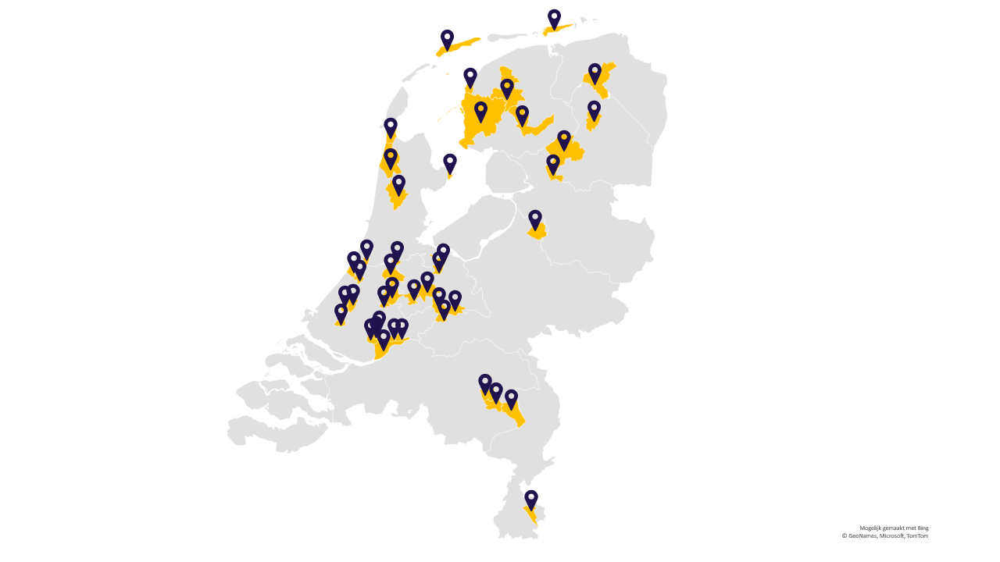 Mogelijk gemaakt met Bing
© GeoNames, Microsoft, TomTom